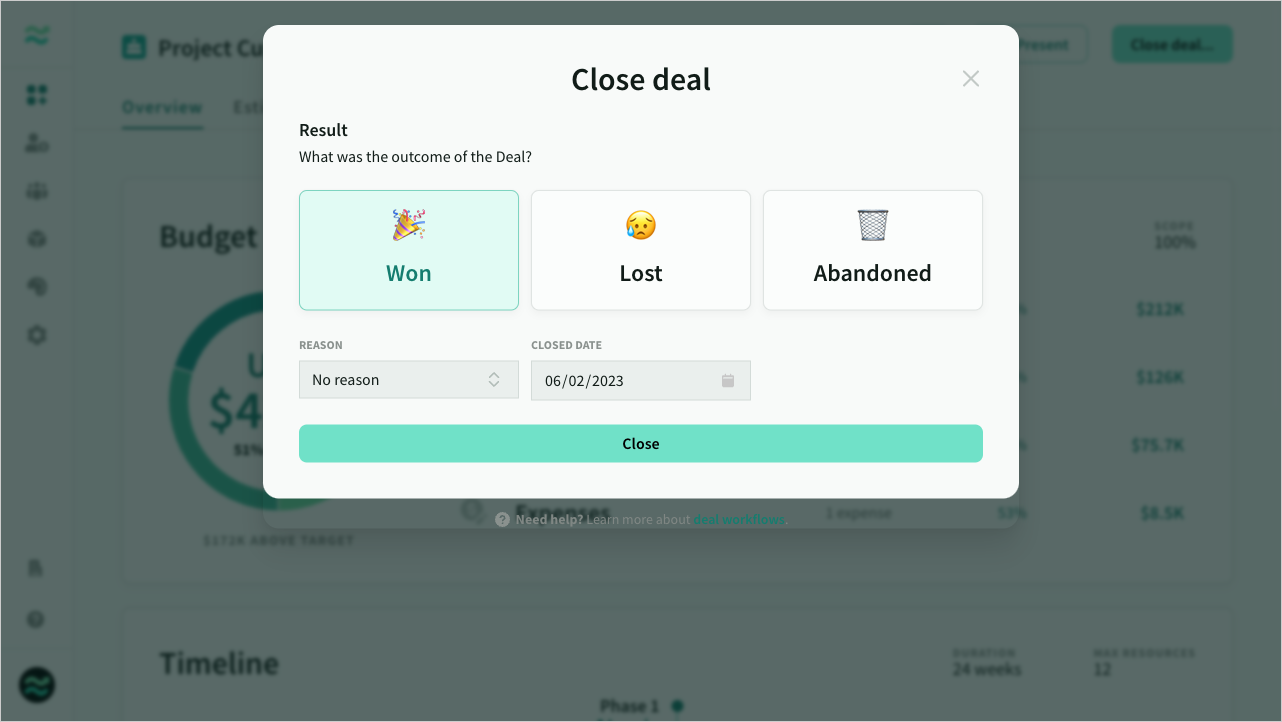 Project Cu
Present
Close deal...
Overview
Esti
Close deal
Result
What was the outcome of the Deal?
Won
Lost
Abandoned
REASON
CLOSED DATE
No reason
06/02/2023
Close
Need help? Learn more about deal workflows.
Budget
SCOPE
100%
$212K
$126K
$75.7K
U
$4
51%
Expenses
1 expense
53%
$8.5K
$172K ABOVE TARGET
Timeline
DURATION
24 weeks
MAX RESOURCES
12
Phase 1